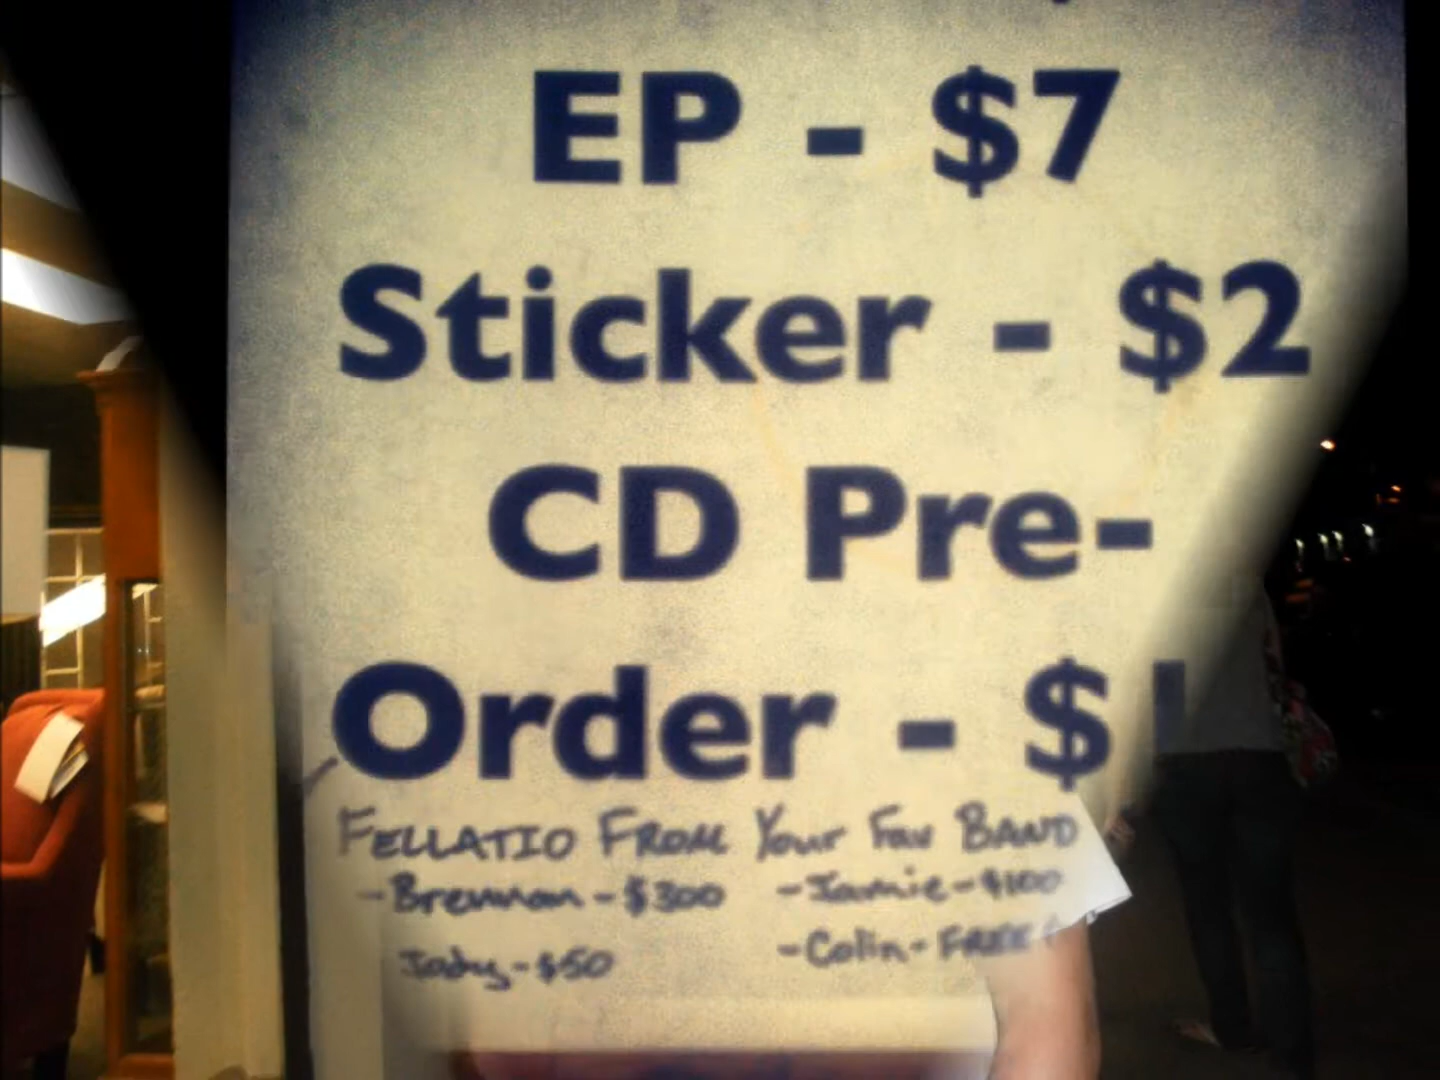 EP - $7
Sticker - $2
CD Pre-
Order - $1
FELLATIO FROM Your Fav BAND
- Brennan - $300 - Jamie - $100
Jody - $50 - Colin - FREE!